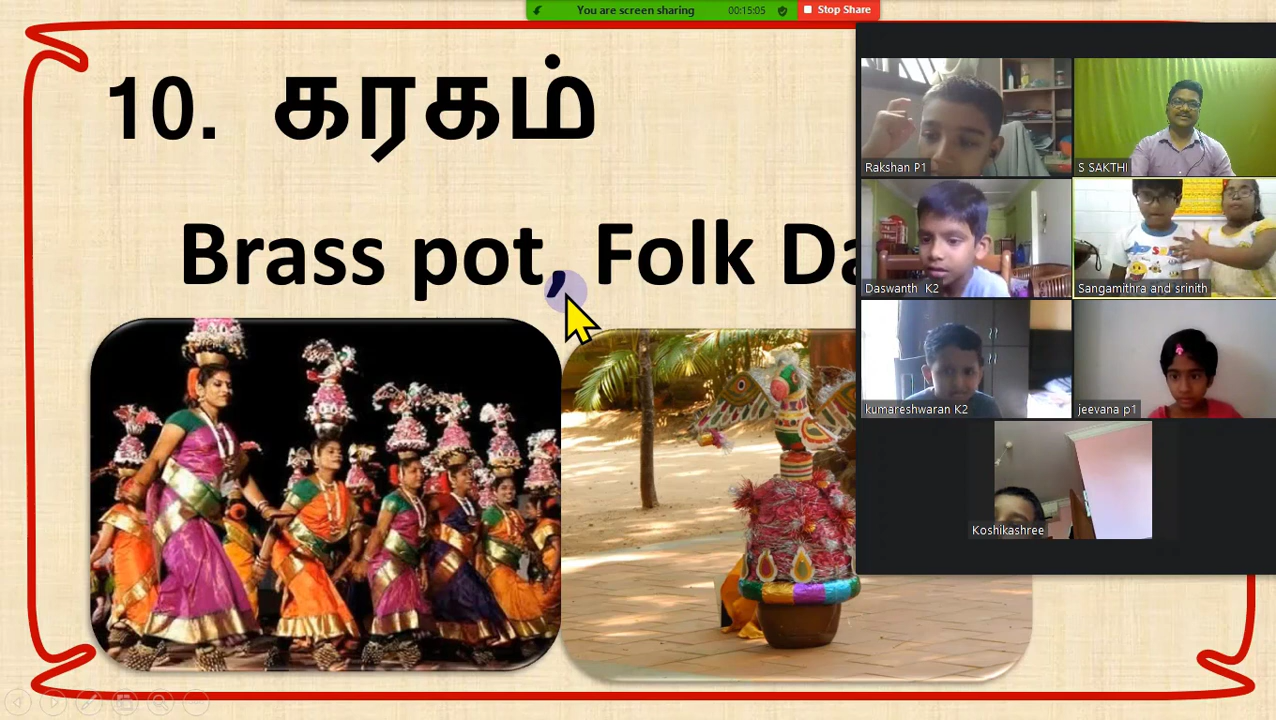 You are screen sharing 00:15:05 Stop Share
10. கரகம்
Brass pot, Folk Da
Rakshan P1
S SAKTHI
Daswanth K2
Sangamithra and srinith
kumareshwaran K2
jeevana p1
Koshikashree